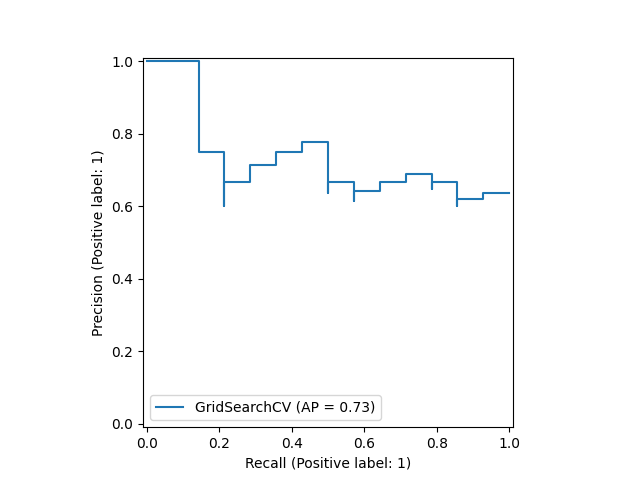 1.0
0.8
0.6
0.4
0.2
0.0
Precision (Positive label: 1)
GridSearchCV (AP = 0.73)
0.0 0.2 0.4 0.6 0.8 1.0
Recall (Positive label: 1)